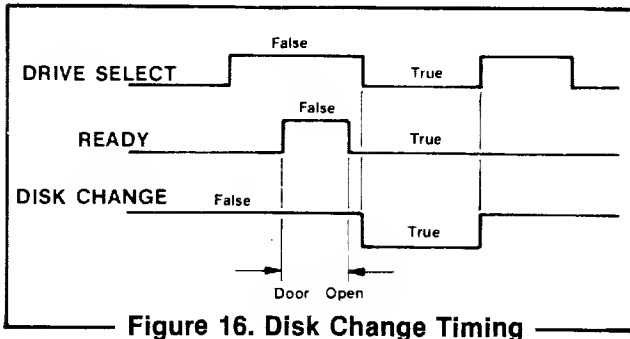 False
DRIVE SELECT
True
False
READY
True
DISK CHANGE
False
True
Door Open
Figure 16. Disk Change Timing